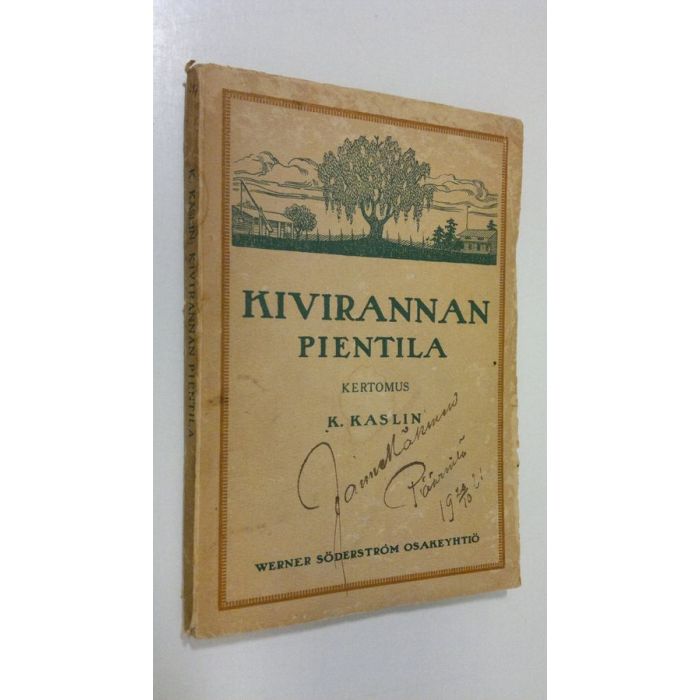 K. KASLIN, KIVIRANNAN PIENTILA
KIVIRANNAN
PIENTILA
KERTOMUS
K. KASLIN
WERNER SÖDERSTRÖM OSAKEYHTIÖ